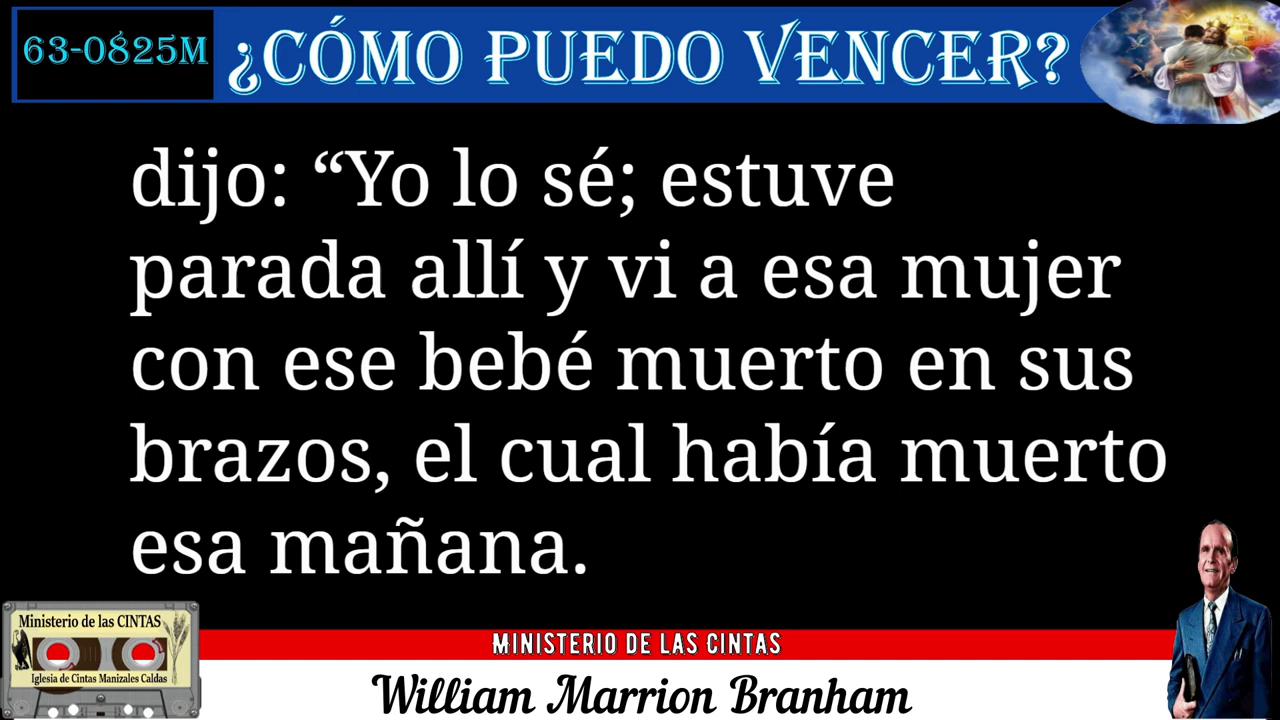 63-0825M
¿CÓMO PUEDO VENCER?
dijo: “Yo lo sé; estuve
parada allí y vi a esa mujer
con ese bebé muerto en sus
brazos, el cual había muerto
esa mañana.
Ministerio de las CINTAS
Iglesia de Cintas Manizales Caldas
MINISTERIO DE LAS CINTAS
William Marrion Branham